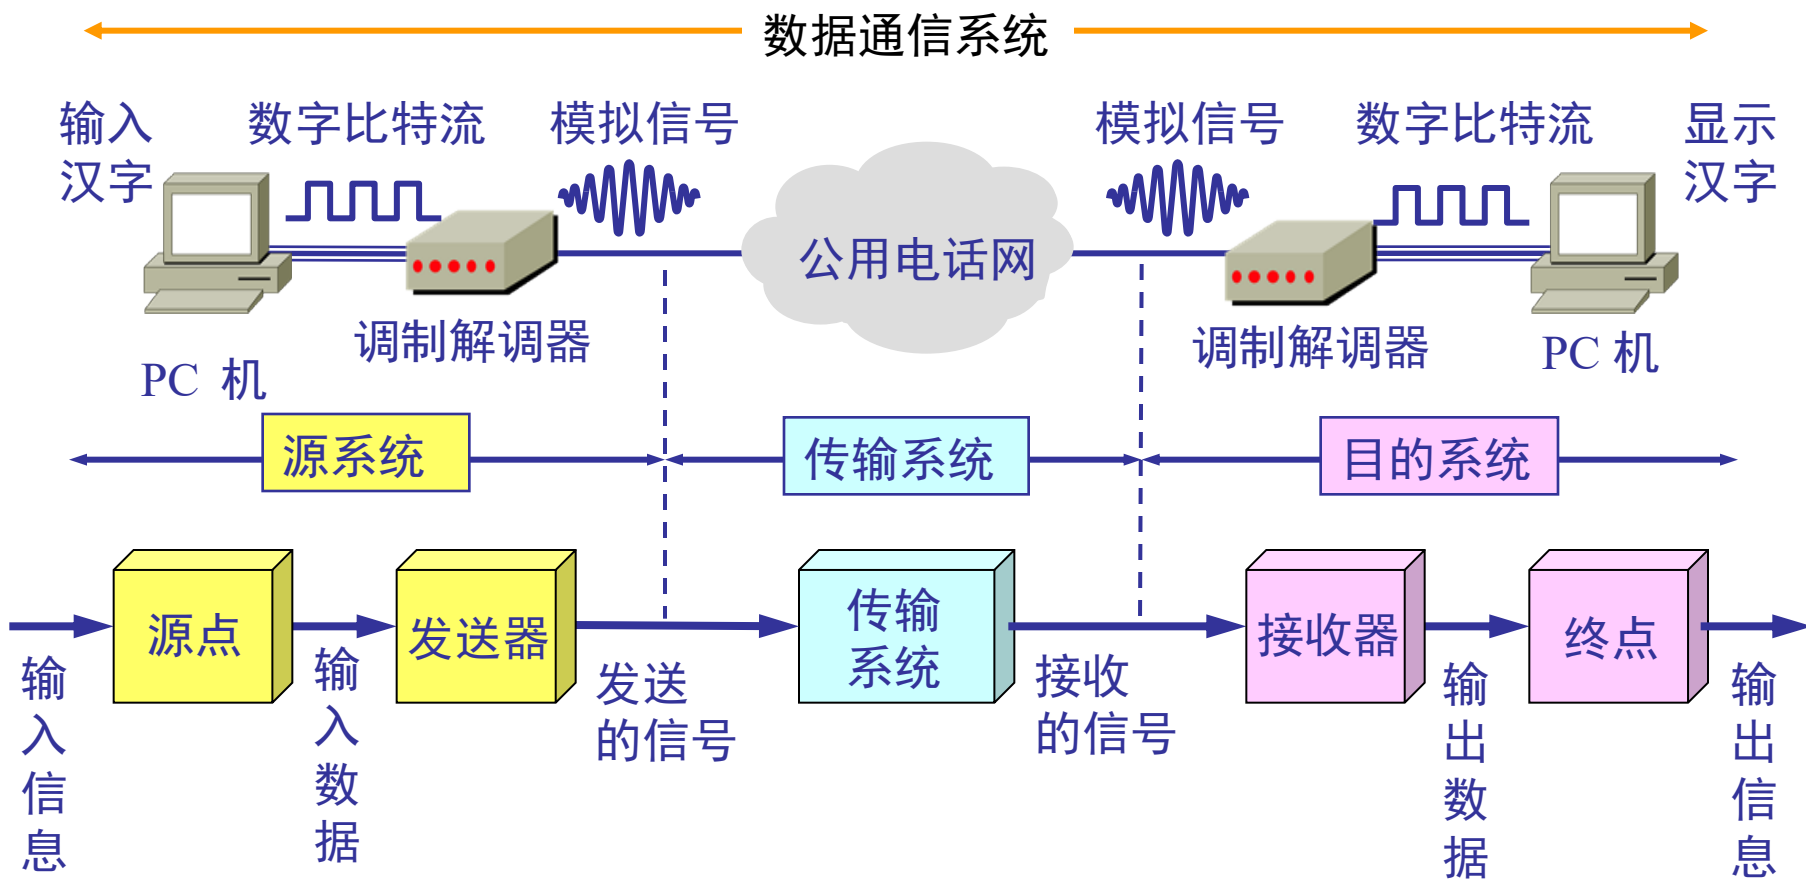 数据通信系统
输入
汉字
数字比特流
模拟信号
模拟信号
数字比特流
显示
汉字
公用电话网
调制解调器
调制解调器
PC 机
PC 机
源系统
传输系统
目的系统
源点
发送器
传输
系统
接收器
终点
输入信息
输入数据
发送
的信号
接收
的信号
输出数据
输出信息